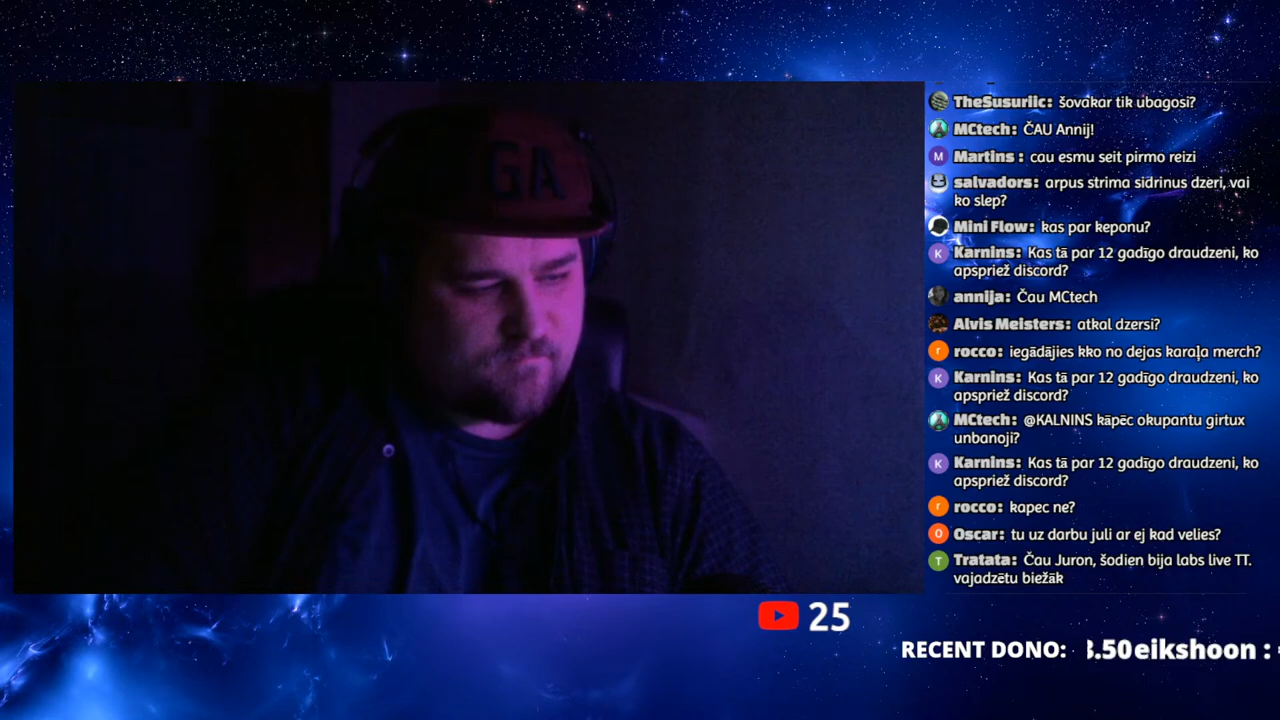 GA
TheSusuriic: šovakar tik ubagosi?
MCtech: ČAU Annij!
M
Martins : cau esmu seit pirmo reizi
salvadors: arpus strima sidrinus dzeri, vai
ko slep?
Mini Flow: kas par keponu?
K
Karnins: Kas tā par 12 gadīgo draudzeni, ko
apspriež discord?
annija: Čau MCtech
Alvis Meisters: atkal dzersi?
r
rocco: iegādājies kko no dejas karaļa merch?
K
Karnins: Kas tā par 12 gadīgo draudzeni, ko
apspriež discord?
MCtech: @KALNINS kāpēc okupantu girtux
unbanoji?
K
Karnins: Kas tā par 12 gadīgo draudzeni, ko
apspriež discord?
r
rocco: kapec ne?
O
Oscar: tu uz darbu juli ar ej kad velies?
T
Tratata: Čau Juron, šodien bija labs live TT.
vajadzētu biežāk
25
RECENT DONO: .50eikshoon :